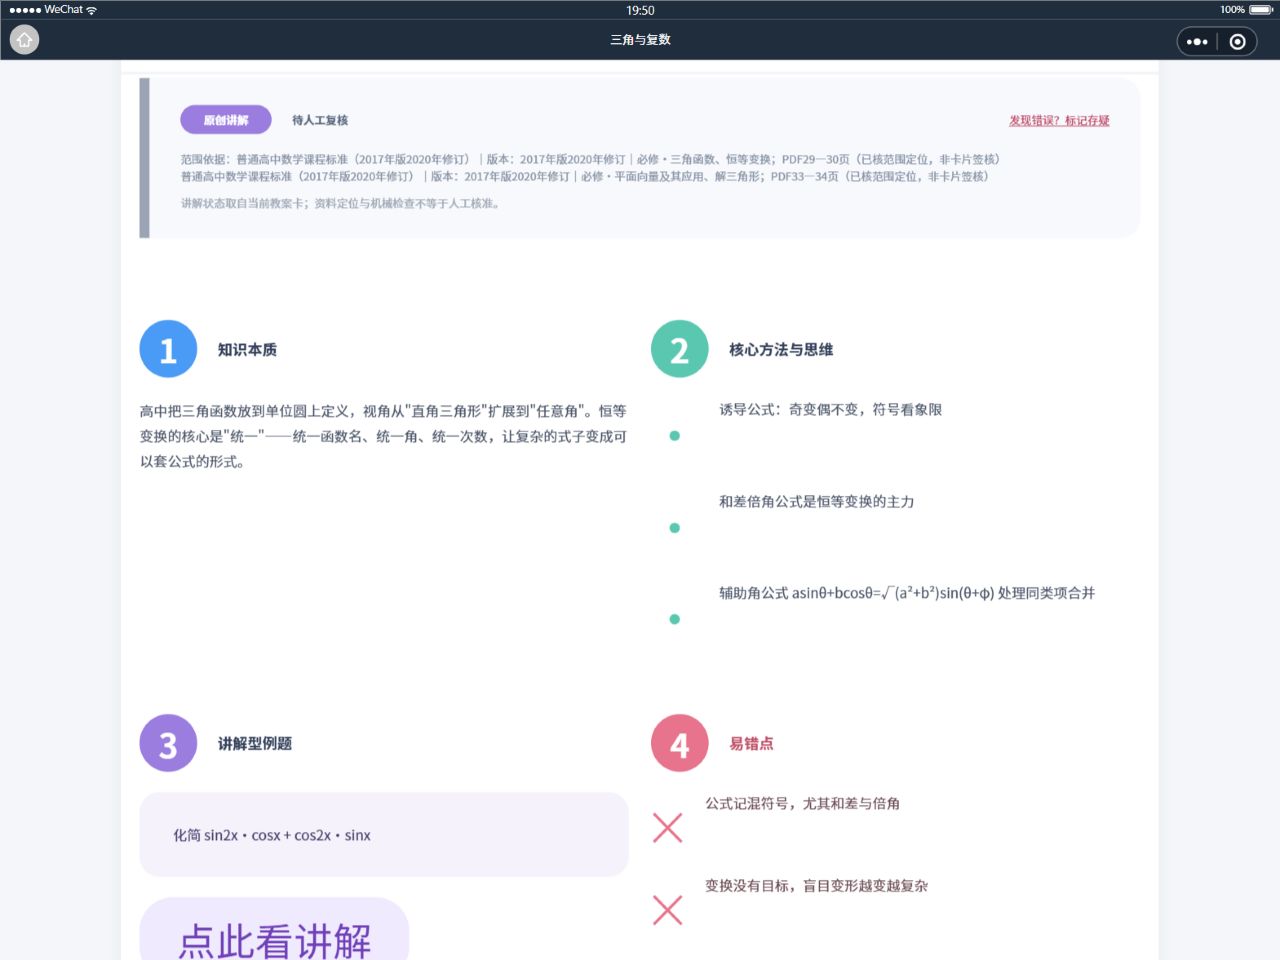 WeChat
19:50
100%
三角与复数
原创讲解
待人工复核
发现错误？标记存疑
范围依据：普通高中数学课程标准（2017年版2020年修订）｜版本：2017年版2020年修订｜必修·三角函数、恒等变换；PDF29—30页（已核范围定位，非卡片签核）
普通高中数学课程标准（2017年版2020年修订）｜版本：2017年版2020年修订｜必修·平面向量及其应用、解三角形；PDF33—34页（已核范围定位，非卡片签核）
讲解状态取自当前教案卡；资料定位与机械检查不等于人工核准。
1
知识本质
高中把三角函数放到单位圆上定义，视角从"直角三角形"扩展到"任意角"。恒等
变换的核心是"统一"——统一函数名、统一角、统一次数，让复杂的式子变成可
以套公式的形式。
2
核心方法与思维
诱导公式：奇变偶不变，符号看象限
和差倍角公式是恒等变换的主力
辅助角公式 asinθ+bcosθ=√(a²+b²)sin(θ+φ) 处理同类项合并
3
讲解型例题
化简 sin2x·cosx + cos2x·sinx
点此看讲解
4
易错点
公式记混符号，尤其和差与倍角
变换没有目标，盲目变形越变越复杂